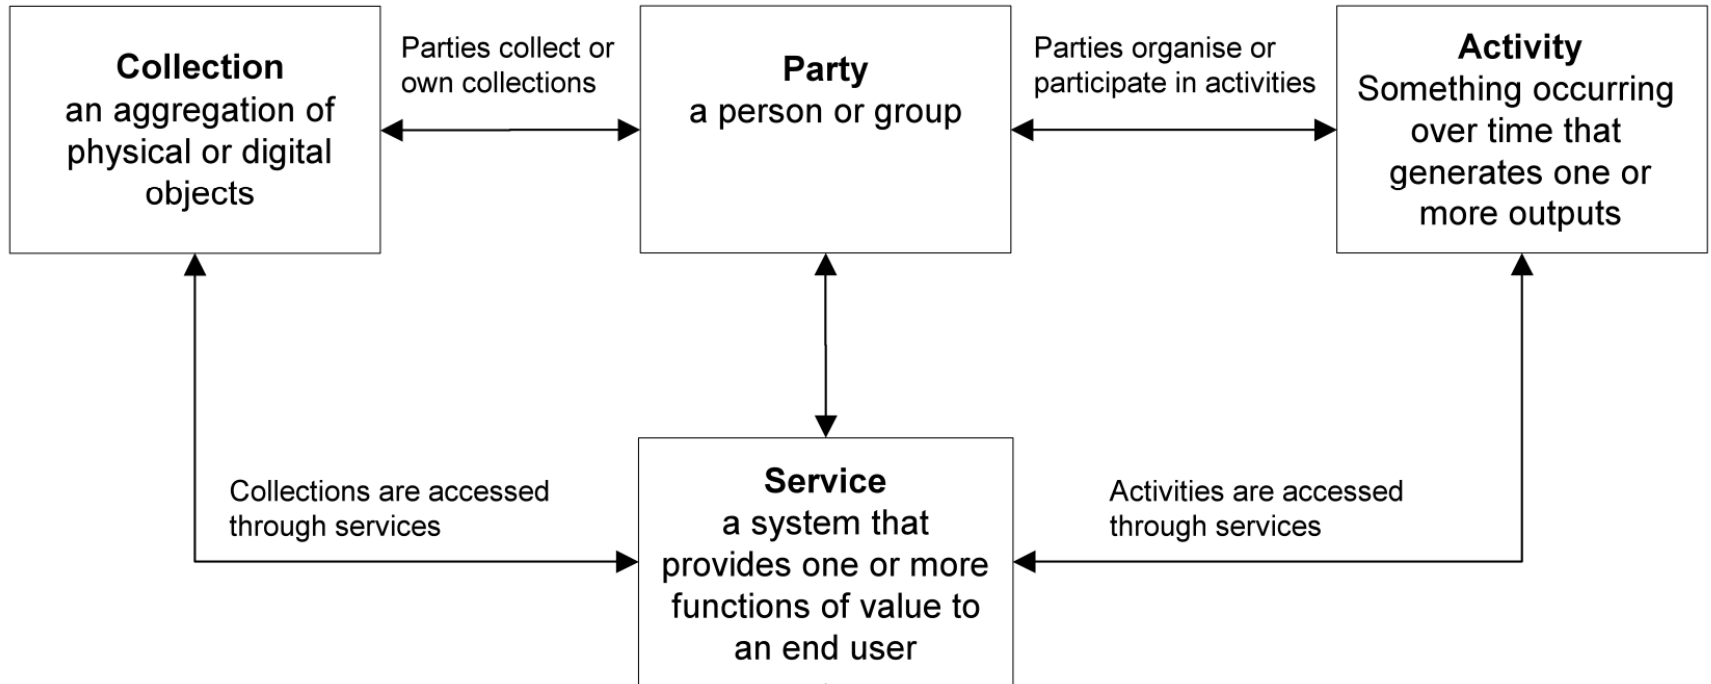 Collection
an aggregation of
physical or digital
objects
Parties collect or
own collections
Party
a person or group
Parties organise or
participate in activities
Activity
Something occurring
over time that
generates one or
more outputs
Collections are accessed
through services
Service
a system that
provides one or more
functions of value to
an end user
Activities are accessed
through services